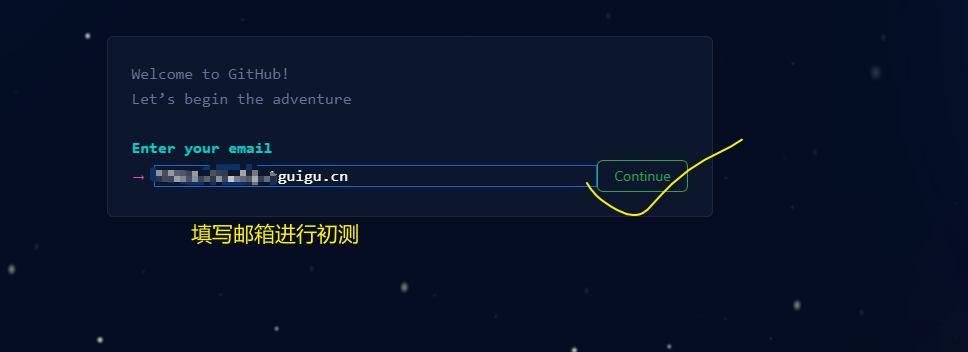 Welcome to GitHub!
Let’s begin the adventure
Enter your email
→ guigu.cn
Continue
填写邮箱进行初测